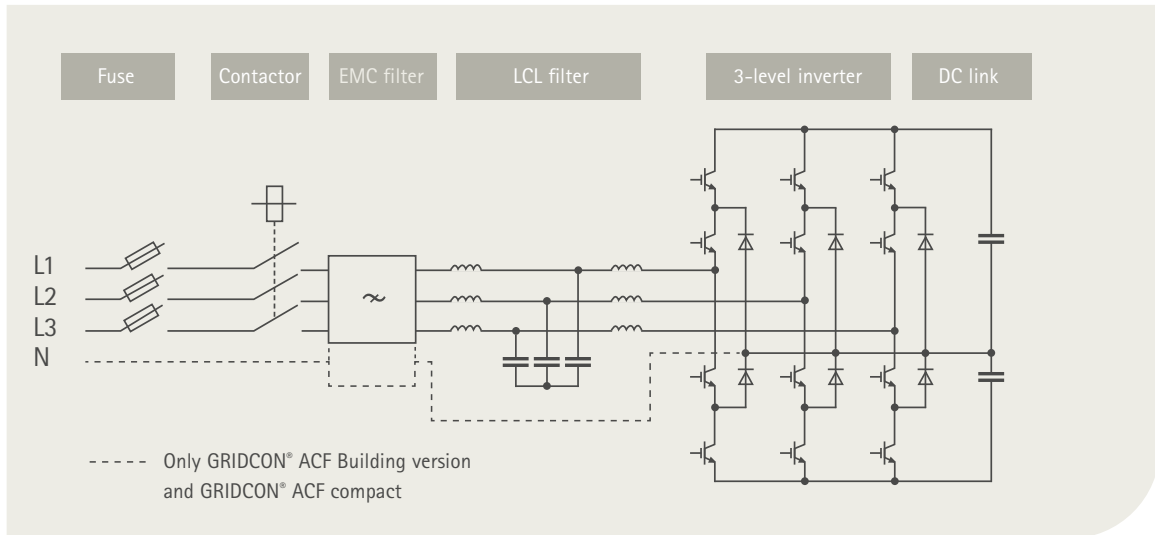 Fuse
Contactor
EMC filter
LCL filter
3-level inverter
DC link
L1
L2
L3
N
Only GRIDCON® ACF Building version
and GRIDCON® ACF compact